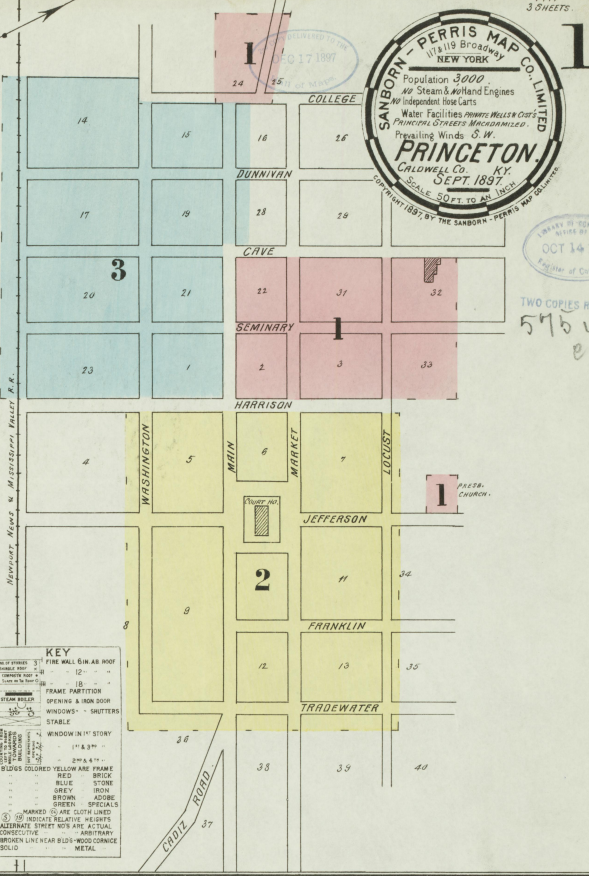 3 SHEETS.
1
SANBORN - PERRIS MAP CO., LIMITED
117 & 119 Broadway
NEW YORK
Population 3000.
No Steam & No Hand Engines
No Independent Hose Carts
Water Facilities PRIVATE WELLS & CIST'S
PRINCIPAL STREETS MACADAMIZED.
Prevailing Winds S.W.
PRINCETON.
CALDWELL Co. KY.
SEPT. 1897.
SCALE 50 FT. TO AN INCH
COPYRIGHT 1897, BY THE SANBORN - PERRIS MAP CO. LIMITED.
DEC 17 1897
OCT 14
TWO COPIES
1
24 25
COLLEGE
14 15 16 26
DUNNIVAN
17 19 28 29
CAVE
3
20 21 22 31 32
SEMINARY
1
23 1 2 3 33
HARRISON
NEWPORT NEWS & MISSISSIPPI VALLEY R.R.
WASHINGTON
MAIN
MARKET
LOCUST
4 5 6 7
1
PRETB. CHURCH.
COURT HO.
JEFFERSON
2
8 9 11 34
FRANKLIN
12 13 35
TRADEWATER
36 38 39 40
CADIZ ROAD.
37
KEY
FIRE WALL 6 IN. AB. ROOF
12
18
FRAME PARTITION
STEAM BOILER
OPENING & IRON DOOR
WINDOWS SHUTTERS
STABLE
WINDOW IN 1ST STORY
1ST & 3RD
2ND & 4TH
BLDGS COLORED YELLOW ARE FRAME
RED BRICK
BLUE STONE
GREY IRON
BROWN ADOBE
GREEN SPECIALS
MARKED ARE CLOTH LINED
INDICATE RELATIVE HEIGHTS
ALTERNATE STREET NO'S ARE ACTUAL
CONSECUTIVE ARBITRARY
BROKEN LINE NEAR BLD'S = WOOD CORNICE
SOLID METAL